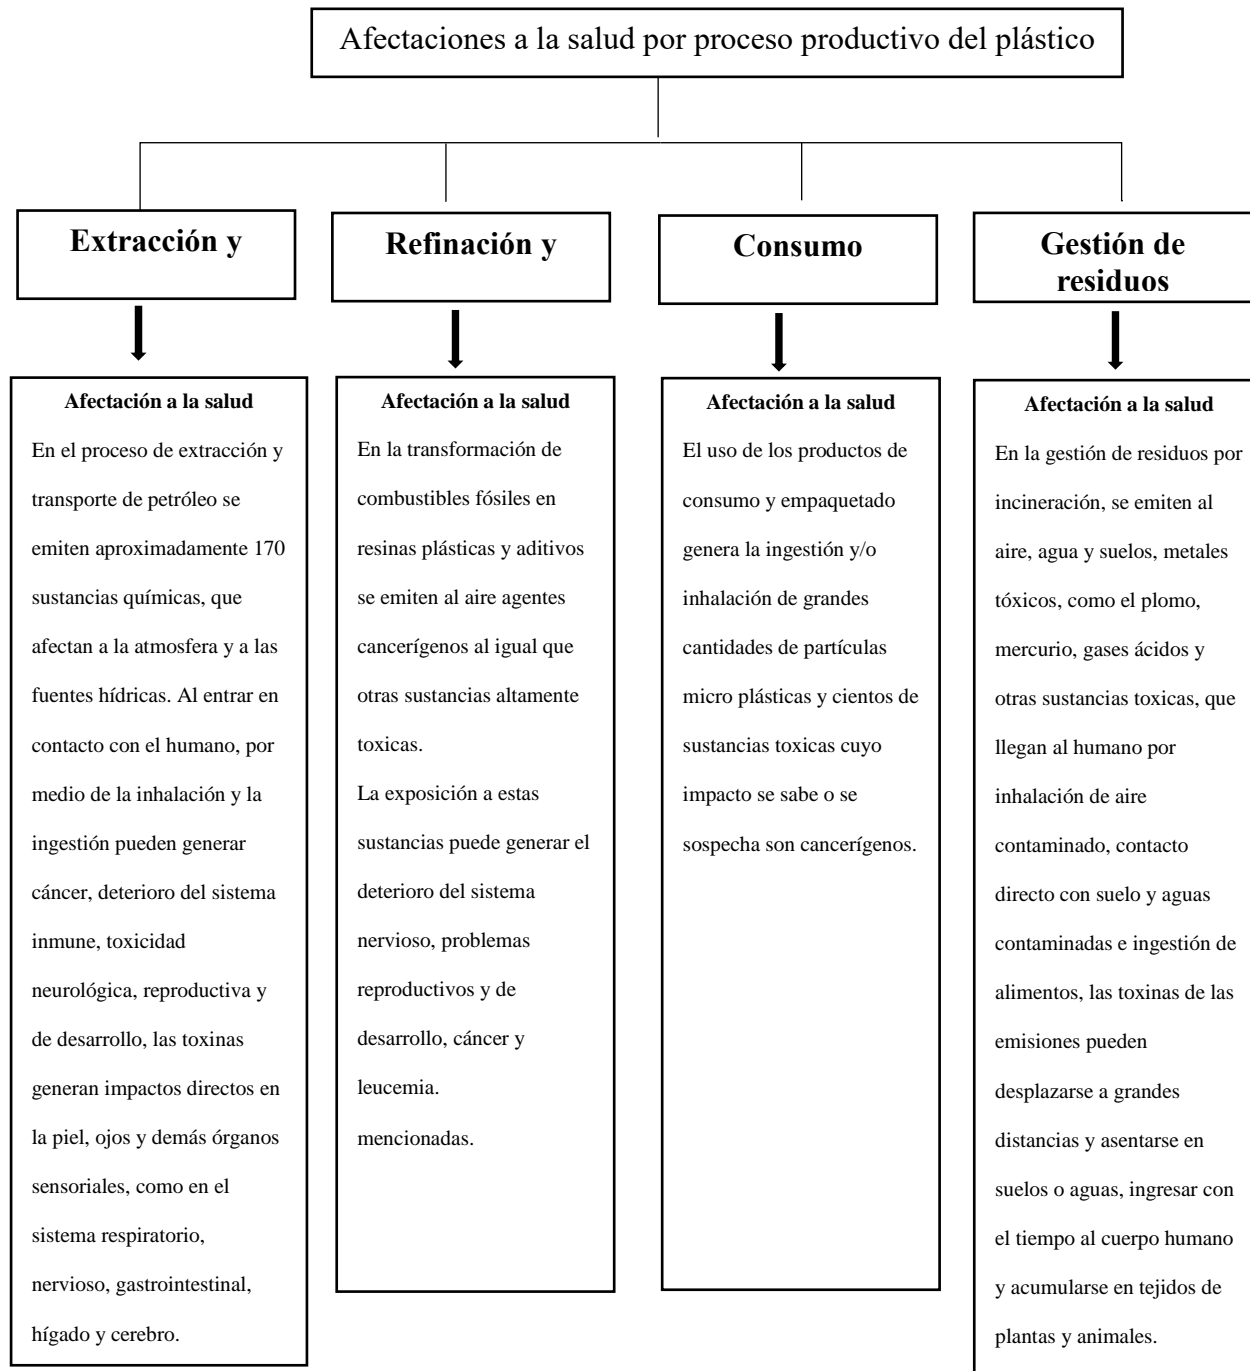 Afectaciones a la salud por proceso productivo del plástico
Extracción y
Afectación a la salud
En el proceso de extracción y
transporte de petróleo se
emiten aproximadamente 170
sustancias químicas, que
afectan a la atmosfera y a las
fuentes hídricas. Al entrar en
contacto con el humano, por
medio de la inhalación y la
ingestión pueden generar
cáncer, deterioro del sistema
inmune, toxicidad
neurológica, reproductiva y
de desarrollo, las toxinas
generan impactos directos en
la piel, ojos y demás órganos
sensoriales, como en el
sistema respiratorio,
nervioso, gastrointestinal,
hígado y cerebro.
Refinación y
Afectación a la salud
En la transformación de
combustibles fósiles en
resinas plásticas y aditivos
se emiten al aire agentes
cancerígenos al igual que
otras sustancias altamente
toxicas.
La exposición a estas
sustancias puede generar el
deterioro del sistema
nervioso, problemas
reproductivos y de
desarrollo, cáncer y
leucemia.
mencionadas.
Consumo
Afectación a la salud
El uso de los productos de
consumo y empaquetado
genera la ingestión y/o
inhalación de grandes
cantidades de partículas
micro plásticas y cientos de
sustancias toxicas cuyo
impacto se sabe o se
sospecha son cancerígenos.
Gestión de
residuos
Afectación a la salud
En la gestión de residuos por
incineración, se emiten al
aire, agua y suelos, metales
tóxicos, como el plomo,
mercurio, gases ácidos y
otras sustancias toxicas, que
llegan al humano por
inhalación de aire
contaminado, contacto
directo con suelo y aguas
contaminadas e ingestión de
alimentos, las toxinas de las
emisiones pueden
desplazarse a grandes
distancias y asentarse en
suelos o aguas, ingresar con
el tiempo al cuerpo humano
y acumularse en tejidos de
plantas y animales.